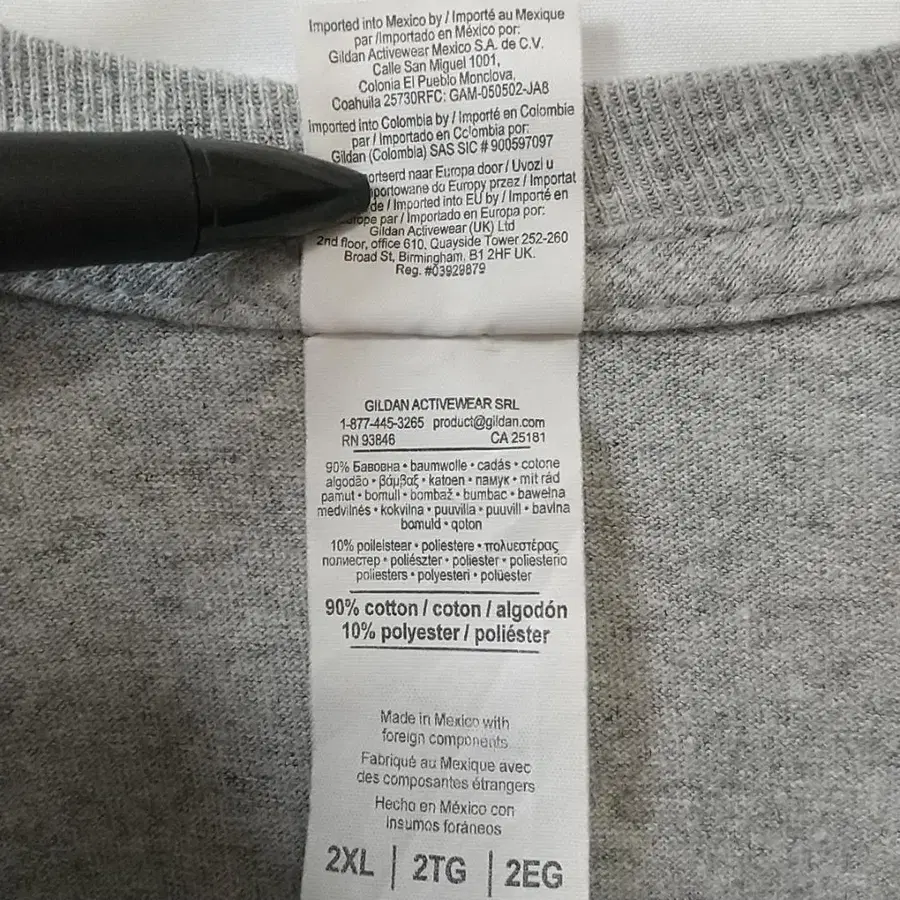 Imported into Mexico by / Importé au Mexique
par /Importado en México por:
Gildan Activewear Mexico S.A. de C.V.
Calle San Miguel 1001,
Colonia El Pueblo Monclova,
Coahuila 25730RFC: GAM-050502-JA8
Imported into Colombia by / Importé en Colombia
par / Importado en Colombia por:
Gildan (Colombia) SAS SIC # 900597097
naar Europa door / Uvozi u
do Europy przez / Importat
de / Imported into EU by / Importé en
par / Importado en Europa por:
Gildan Activewear (UK) Ltd
2nd floor, office 610, Quayside Tower 252-260
Broad St, Birmingham, B1 2HF UK.
Reg. #03929879
GILDAN ACTIVEWEAR SRL
1-877-445-3265 product@gildan.com
RN 93846 CA 25181
90% Бавовна • baumwolle • cadás • cotone
algodão • βάμβαξ • katoen • памук • mit rád
pamut • bomull • bombaž • bumbac • bawełna
medvilnės • kokvilna • puuvilla • puuvill • bavlna
bomuld • qoton
10% poileistear • poliestere • πολυεστέρας
полиестер • poliészter • poliester • poliesterio
poliesters • polyesteri • polüester
90% cotton / coton / algodón
10% polyester / poliéster
Made in Mexico with
foreign components
Fabriqué au Mexique avec
des composantes étrangers
Hecho en México con
insumos foráneos
2XL | 2TG | 2EG